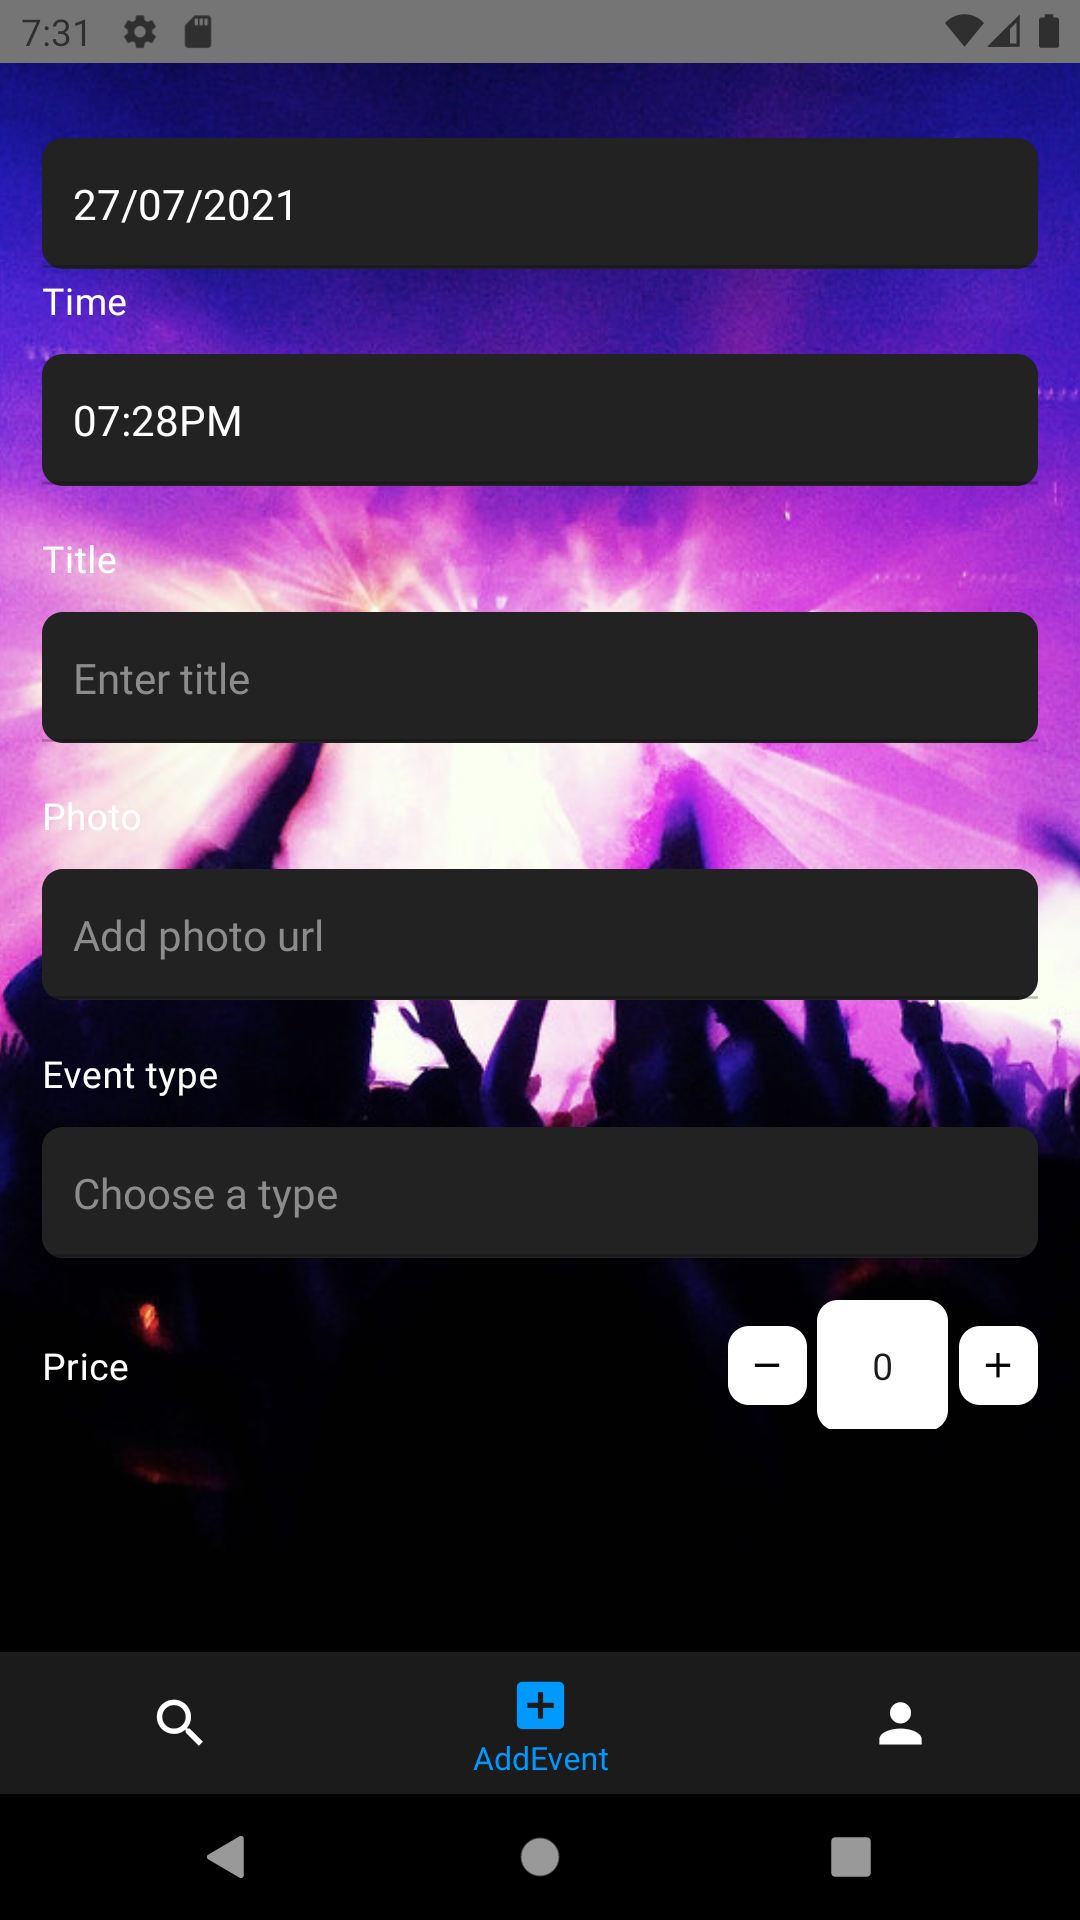 7:31
27/07/2021
Time
07:28PM
Title
Enter title
Photo
Add photo url
Event type
Choose a type
Price
0
AddEvent